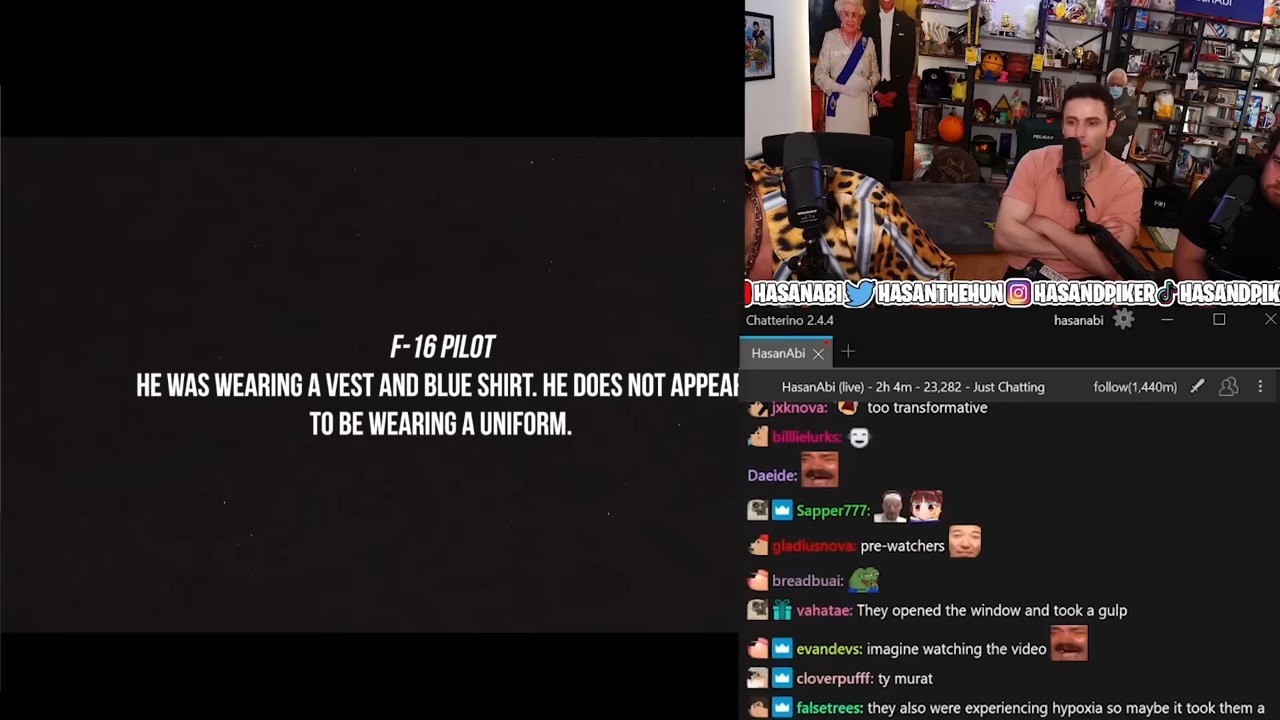 F-16 PILOT
HE WAS WEARING A VEST AND BLUE SHIRT. HE DOES NOT APPEAR
TO BE WEARING A UNIFORM.
PELICAN
HASANABI HASANTHEHUN HASANDPIKER HASANDPIK
Chatterino 2.4.4 hasanabi
HasanAbi
HasanAbi (live) - 2h 4m - 23,282 - Just Chatting follow(1,440m)
jxknova: too transformative
billlielurks:
Daeide:
Sapper777:
gladiusnova: pre-watchers
breadbuai:
vahatae: They opened the window and took a gulp
evandevs: imagine watching the video
cloverpufff: ty murat
falsetrees: they also were experiencing hypoxia so maybe it took them a